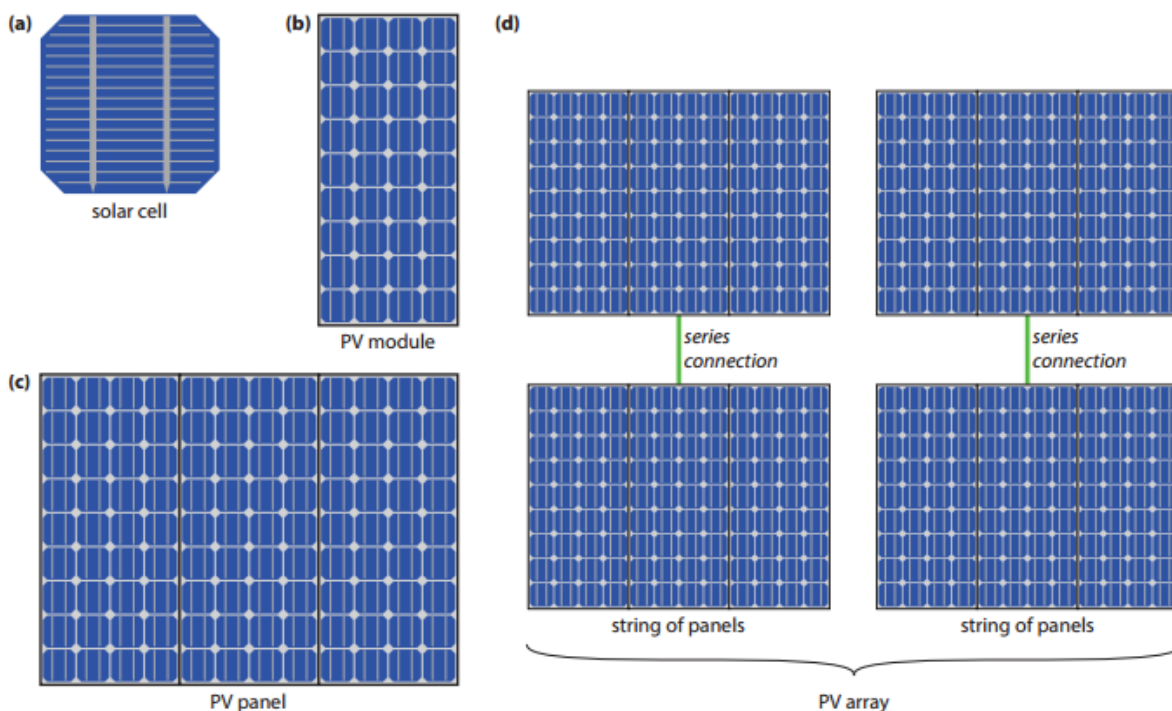 (a)
solar cell
(b)
PV module
(c)
PV panel
(d)
series
connection
series
connection
string of panels
string of panels
PV array